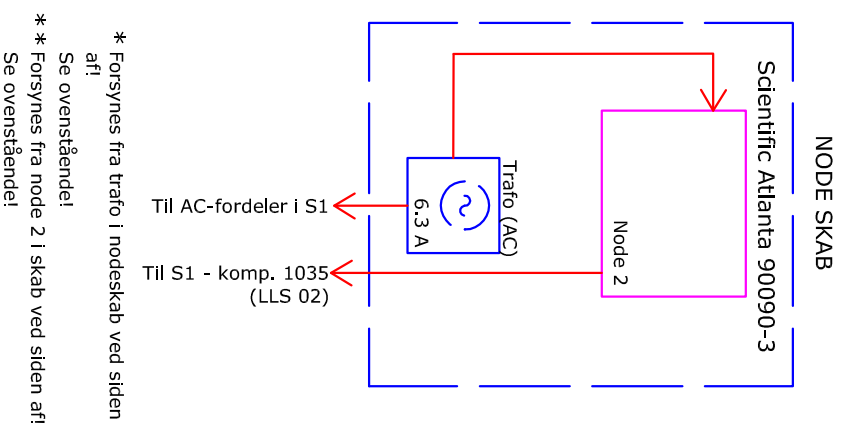 NODE SKAB
Scientific Atlanta 90090-3
Node 2
Trafo (AC)
6.3 A
Til AC-fordeler i S1
Til S1 - komp. 1035
(LLS 02)
* Forsynes fra trafo i nodeskab ved siden
af!
Se ovenstående!
* * Forsynes fra node 2 i skab ved siden af!
Se ovenstående!